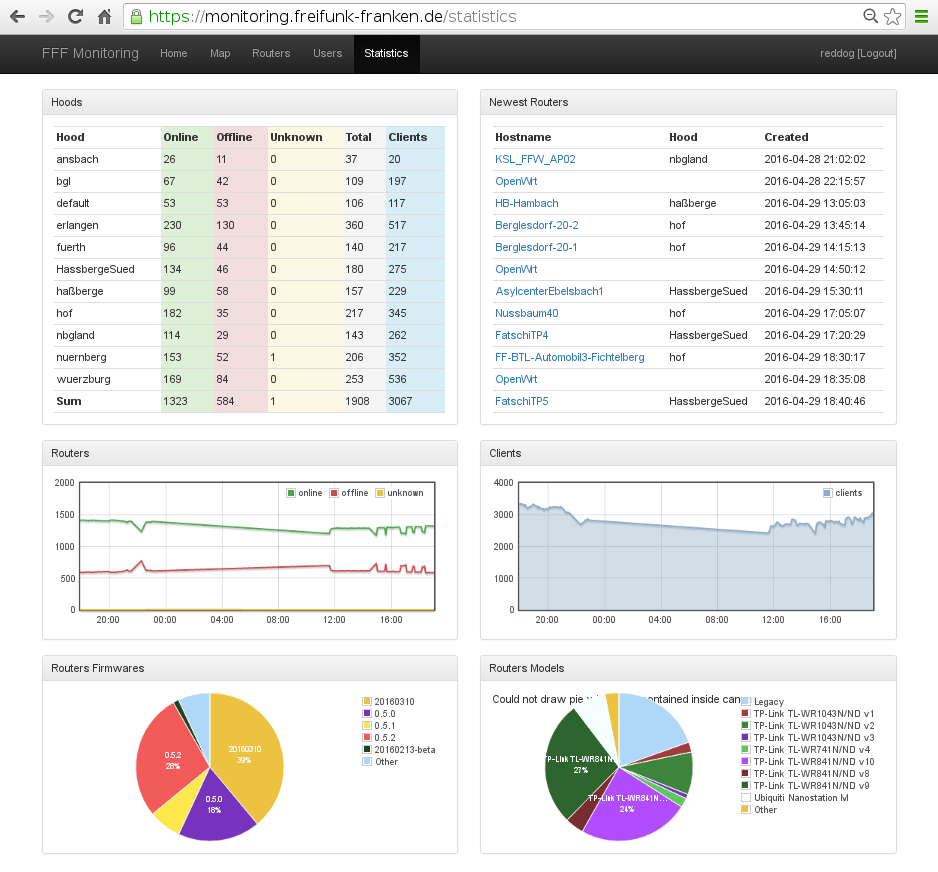 https://monitoring.freifunk-franken.de/statistics
FFF Monitoring Home Map Routers Users Statistics reddog [Logout]
Hoods
Hood Online Offline Unknown Total Clients
ansbach 26 11 0 37 20
bgl 67 42 0 109 197
default 53 53 0 106 117
erlangen 230 130 0 360 517
fuerth 96 44 0 140 217
HassbergeSued 134 46 0 180 275
haßberge 99 58 0 157 229
hof 182 35 0 217 345
nbgland 114 29 0 143 262
nuernberg 153 52 1 206 352
wuerzburg 169 84 0 253 536
Sum 1323 584 1 1908 3067
Newest Routers
Hostname Hood Created
KSL_FFW_AP02 nbgland 2016-04-28 21:02:02
OpenWrt 2016-04-28 22:15:57
HB-Hambach haßberge 2016-04-29 13:05:03
Berglesdorf-20-2 hof 2016-04-29 13:45:14
Berglesdorf-20-1 hof 2016-04-29 14:15:13
OpenWrt 2016-04-29 14:50:12
AsylcenterEbelsbach1 HassbergeSued 2016-04-29 15:30:11
Nussbaum40 hof 2016-04-29 17:05:07
FatschiTP4 HassbergeSued 2016-04-29 17:20:29
FF-BTL-Automobil3-Fichtelberg hof 2016-04-29 18:30:17
OpenWrt 2016-04-29 18:35:08
FatschiTP5 HassbergeSued 2016-04-29 18:40:46
Routers
2000
1500
1000
500
0
online offline unknown
20:00 00:00 04:00 08:00 12:00 16:00
Clients
4000
3000
2000
1000
0
clients
20:00 00:00 04:00 08:00 12:00 16:00
Routers Firmwares
20160310
39%
0.5.2
28%
0.5.0
18%
20160310
0.5.0
0.5.1
0.5.2
20160213-beta
Other
Routers Models
Could not draw pie contained inside can
TP-Link TL-WR841N
27%
TP-Link TL-WR841N...
24%
Legacy
TP-Link TL-WR1043N/ND v1
TP-Link TL-WR1043N/ND v2
TP-Link TL-WR1043N/ND v3
TP-Link TL-WR741N/ND v4
TP-Link TL-WR841N/ND v10
TP-Link TL-WR841N/ND v8
TP-Link TL-WR841N/ND v9
Ubiquiti Nanostation M
Other